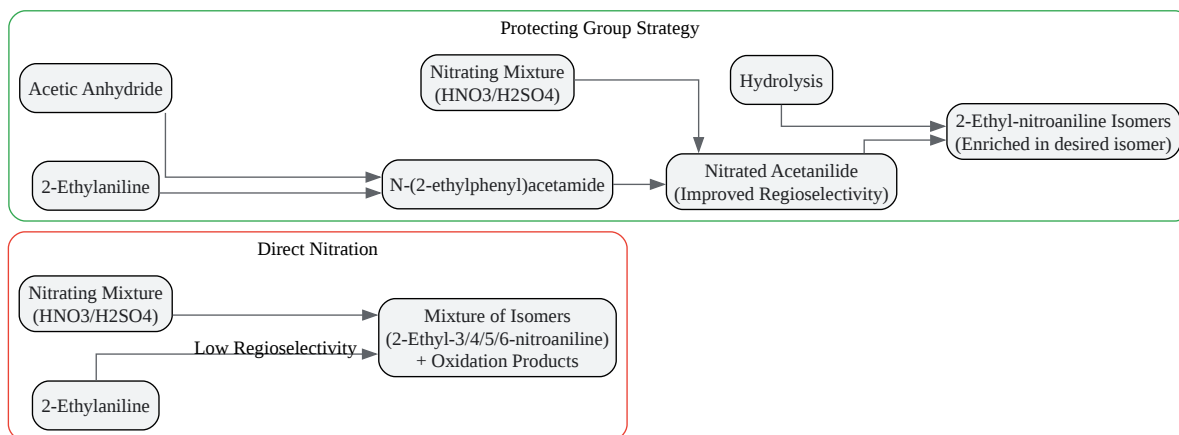 Protecting Group Strategy
Acetic Anhydride
Nitrating Mixture
(HNO3/H2SO4)
Hydrolysis
2-Ethyl-nitroaniline Isomers
(Enriched in desired isomer)
2-Ethylaniline
N-(2-ethylphenyl)acetamide
Nitrated Acetanilide
(Improved Regioselectivity)
Direct Nitration
Nitrating Mixture
(HNO3/H2SO4)
Mixture of Isomers
(2-Ethyl-3/4/5/6-nitroaniline)
+ Oxidation Products
Low Regioselectivity
2-Ethylaniline